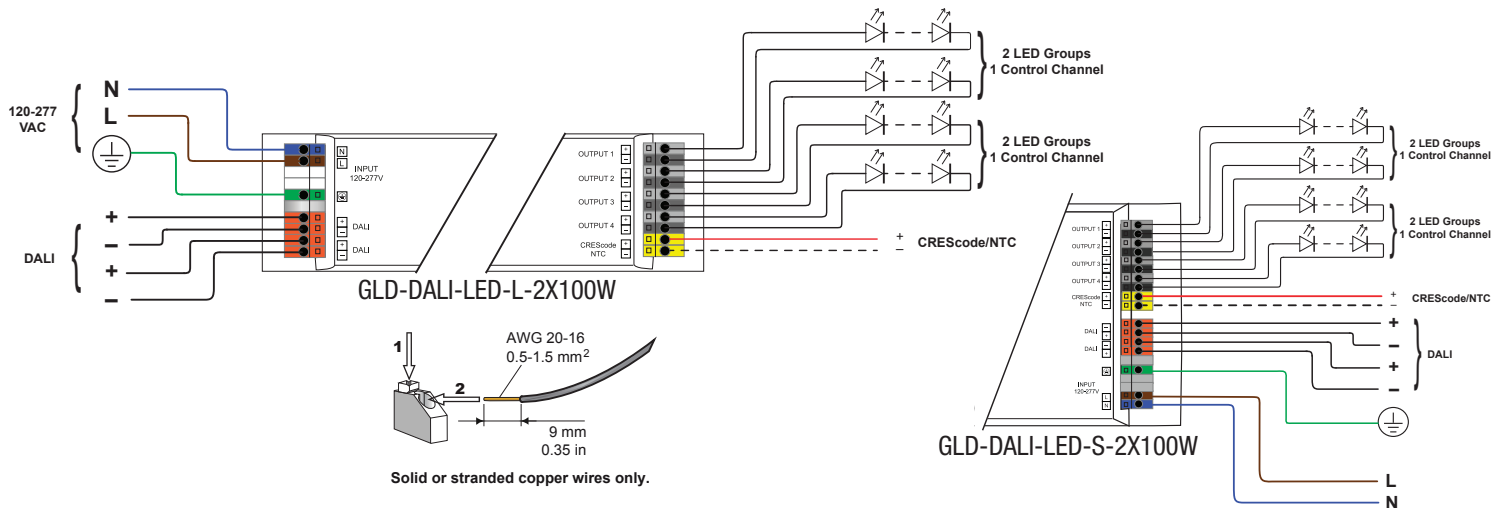 N
L
120-277
VAC
+
−
+
−
DALI
N
L
INPUT
120-277V
+
−
DALI
+
−
DALI
OUTPUT 1
+
−
OUTPUT 2
+
−
OUTPUT 3
+
−
OUTPUT 4
+
−
CREScode
NTC
+
−
2 LED Groups
1 Control Channel
2 LED Groups
1 Control Channel
+
−
CREScode/NTC
GLD-DALI-LED-L-2X100W
1
2
AWG 20-16
0.5-1.5 mm²
9 mm
0.35 in
Solid or stranded copper wires only.
2 LED Groups
1 Control Channel
2 LED Groups
1 Control Channel
OUTPUT 1
+
−
OUTPUT 2
+
−
OUTPUT 3
+
−
OUTPUT 4
+
−
CREScode
NTC
+
−
DALI
−
+
DALI
−
+
INPUT
120-277V
L
N
+
−
CREScode/NTC
+
−
+
−
DALI
L
N
GLD-DALI-LED-S-2X100W